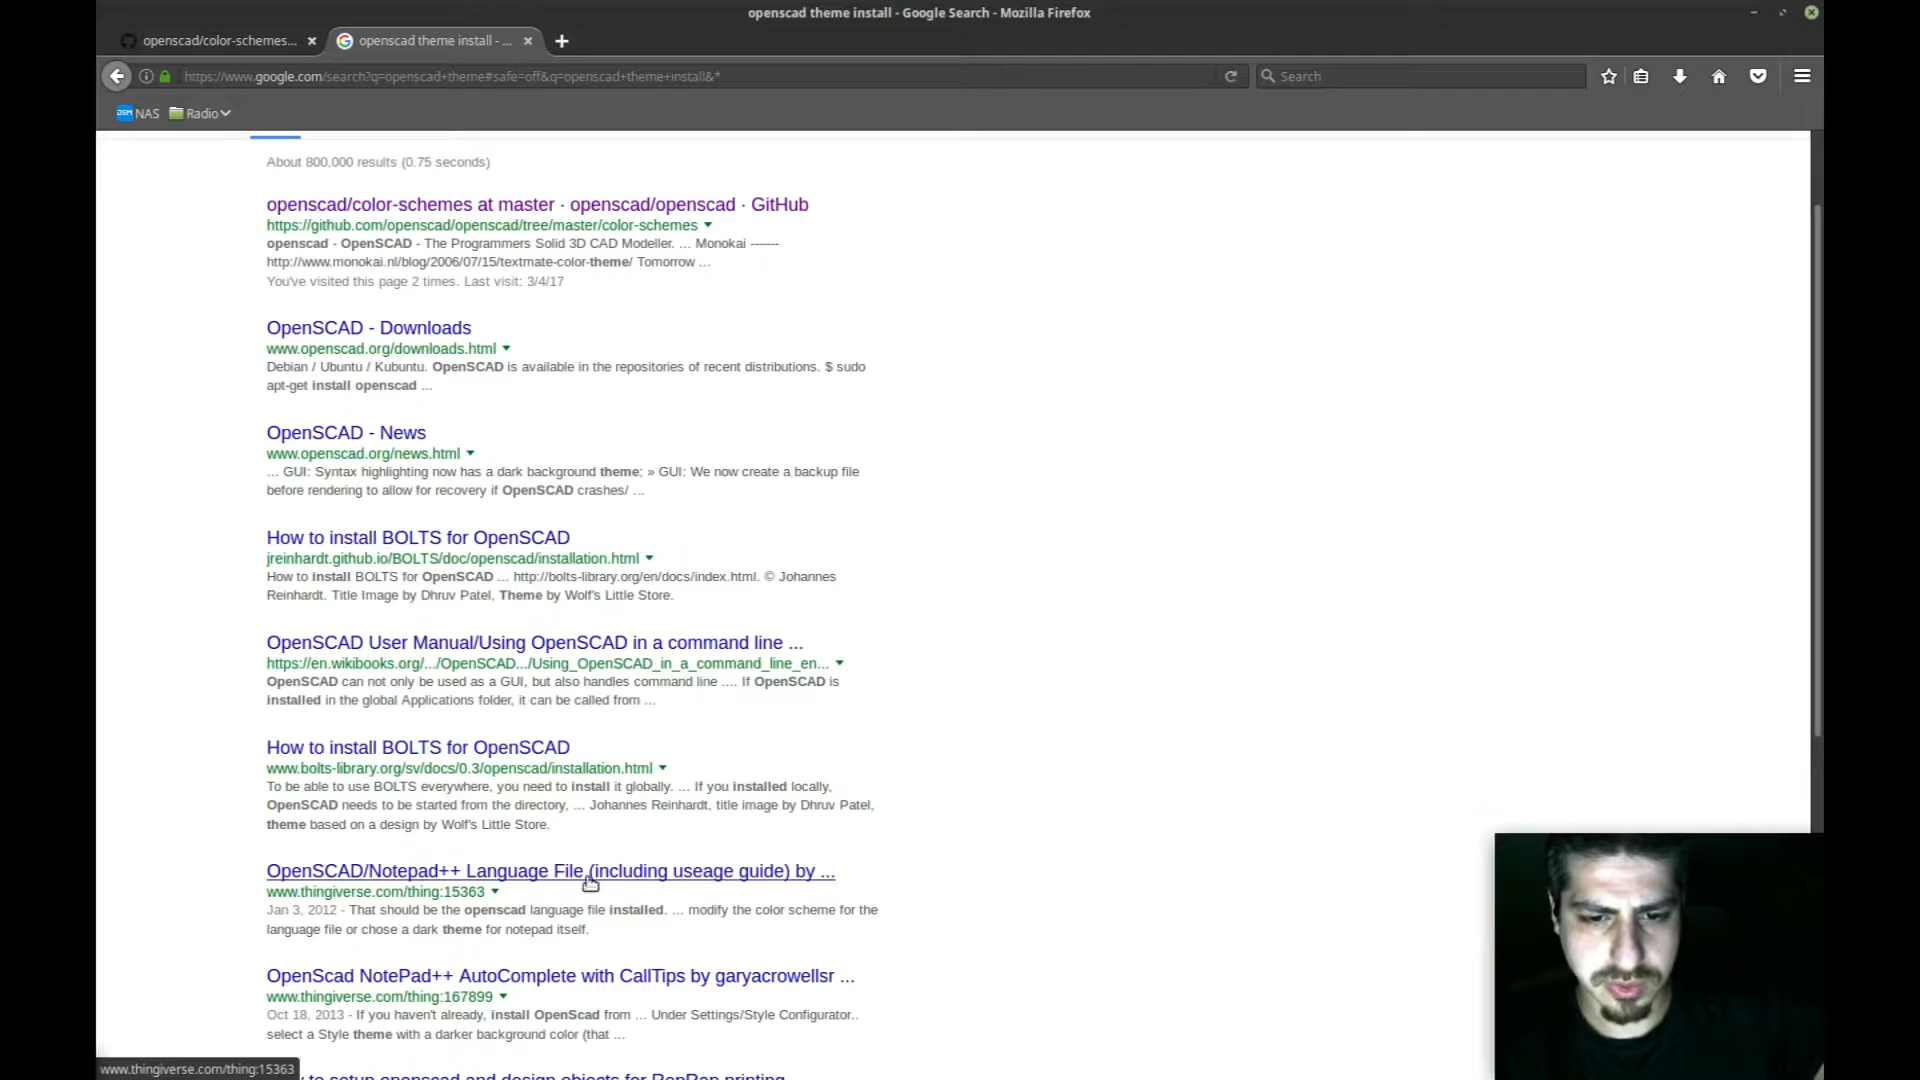 openscad theme install - Google Search - Mozilla Firefox
openscad/color-schemes...
openscad theme install - ...
https://www.google.com/search?q=openscad+theme#safe=off&q=openscad+theme+install&*
Search
DSM NAS
Radio
About 800,000 results (0.75 seconds)
openscad/color-schemes at master · openscad/openscad · GitHub
https://github.com/openscad/openscad/tree/master/color-schemes
openscad - OpenSCAD - The Programmers Solid 3D CAD Modeller. ... Monokai -------
http://www.monokai.nl/blog/2006/07/15/textmate-color-theme/ Tomorrow ...
You've visited this page 2 times. Last visit: 3/4/17
OpenSCAD - Downloads
www.openscad.org/downloads.html
Debian / Ubuntu / Kubuntu. OpenSCAD is available in the repositories of recent distributions. $ sudo
apt-get install openscad ...
OpenSCAD - News
www.openscad.org/news.html
... GUI: Syntax highlighting now has a dark background theme; » GUI: We now create a backup file
before rendering to allow for recovery if OpenSCAD crashes/ ...
How to install BOLTS for OpenSCAD
jreinhardt.github.io/BOLTS/doc/openscad/installation.html
How to install BOLTS for OpenSCAD ... http://bolts-library.org/en/docs/index.html. © Johannes
Reinhardt. Title Image by Dhruv Patel, Theme by Wolf's Little Store.
OpenSCAD User Manual/Using OpenSCAD in a command line ...
https://en.wikibooks.org/.../OpenSCAD.../Using_OpenSCAD_in_a_command_line_en...
OpenSCAD can not only be used as a GUI, but also handles command line .... If OpenSCAD is
installed in the global Applications folder, it can be called from ...
How to install BOLTS for OpenSCAD
www.bolts-library.org/sv/docs/0.3/openscad/installation.html
To be able to use BOLTS everywhere, you need to install it globally. ... If you installed locally,
OpenSCAD needs to be started from the directory, ... Johannes Reinhardt, title image by Dhruv Patel,
theme based on a design by Wolf's Little Store.
OpenSCAD/Notepad++ Language File (including useage guide) by ...
www.thingiverse.com/thing:15363
Jan 3, 2012 - That should be the openscad language file installed. ... modify the color scheme for the
language file or chose a dark theme for notepad itself.
OpenScad NotePad++ AutoComplete with CallTips by garyacrowellsr ...
www.thingiverse.com/thing:167899
Oct 18, 2013 - If you haven't already, install OpenScad from ... Under Settings/Style Configurator..
select a Style theme with a darker background color (that ...
www.thingiverse.com/thing:15363
to setup openscad and design objects for RepRap printing